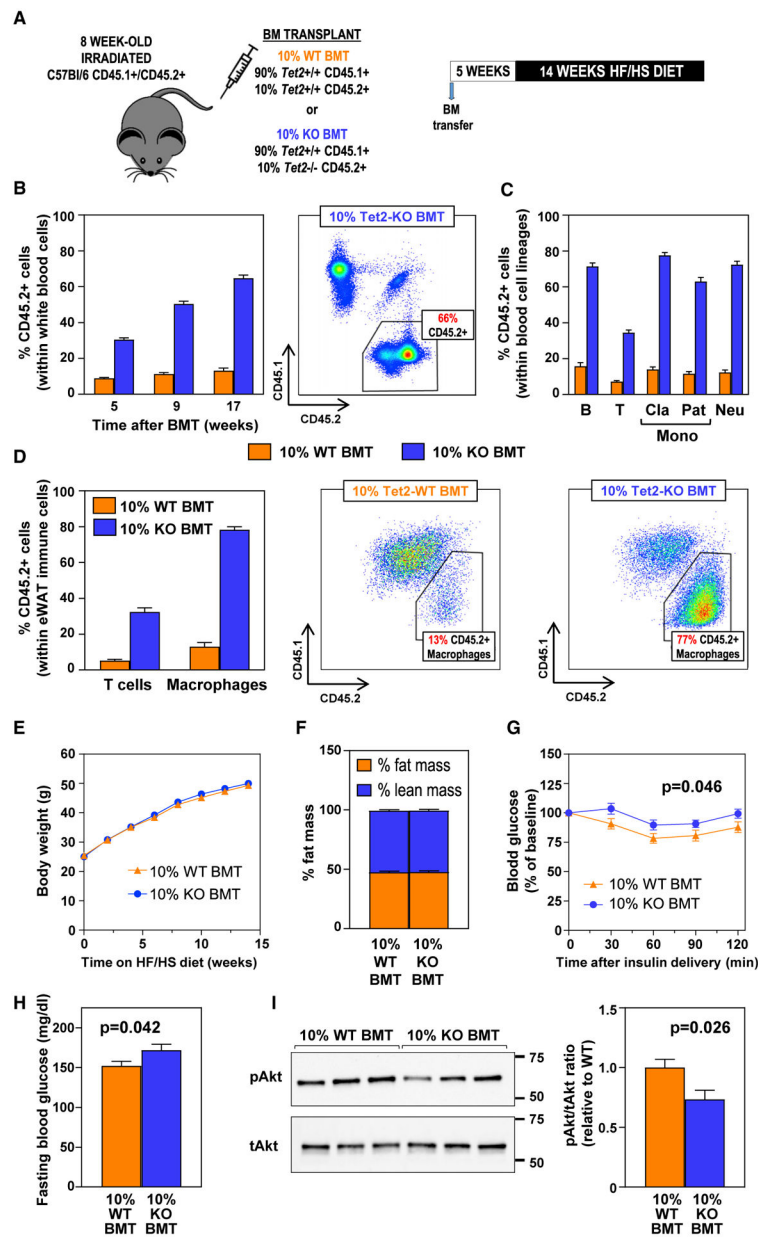 A
8 WEEK-OLD
IRRADIATED
C57Bl/6 CD45.1+/CD45.2+
BM TRANSPLANT
10% WT BMT
90% Tet2+/+ CD45.1+
10% Tet2+/+ CD45.2+
or
10% KO BMT
90% Tet2+/+ CD45.1+
10% Tet2-/- CD45.2+
5 WEEKS
14 WEEKS HF/HS DIET
BM
transfer
B
% CD45.2+ cells
(within white blood cells)
100
80
60
40
20
0
5
9
17
Time after BMT (weeks)
10% Tet2-KO BMT
66%
CD45.2+
CD45.1
CD45.2
C
% CD45.2+ cells
(within blood cell lineages)
100
80
60
40
20
0
B
T
Cla
Pat
Neu
Mono
10% WT BMT
10% KO BMT
D
% CD45.2+ cells
(within eWAT immune cells)
100
80
60
40
20
0
10% WT BMT
10% KO BMT
T cells
Macrophages
10% Tet2-WT BMT
13% CD45.2+
Macrophages
CD45.1
CD45.2
10% Tet2-KO BMT
77% CD45.2+
Macrophages
CD45.1
CD45.2
E
Body weight (g)
60
50
40
30
20
10
0
10% WT BMT
10% KO BMT
0
5
10
15
Time on HF/HS diet (weeks)
F
% fat mass
150
100
50
0
% fat mass
% lean mass
10%
WT
BMT
10%
KO
BMT
G
Blodd glucose
(% of baseline)
150
125
100
75
50
25
0
p=0.046
10% WT BMT
10% KO BMT
0
30
60
90
120
Time after insulin delivery (min)
H
Fasting blood glucose (mg/dl)
200
150
100
50
0
p=0.042
10%
WT
BMT
10%
KO
BMT
I
10% WT BMT
10% KO BMT
pAkt
75
50
tAkt
75
50
pAkt/tAkt ratio
(relative to WT)
1.5
1.0
0.5
0
p=0.026
10%
WT
BMT
10%
KO
BMT